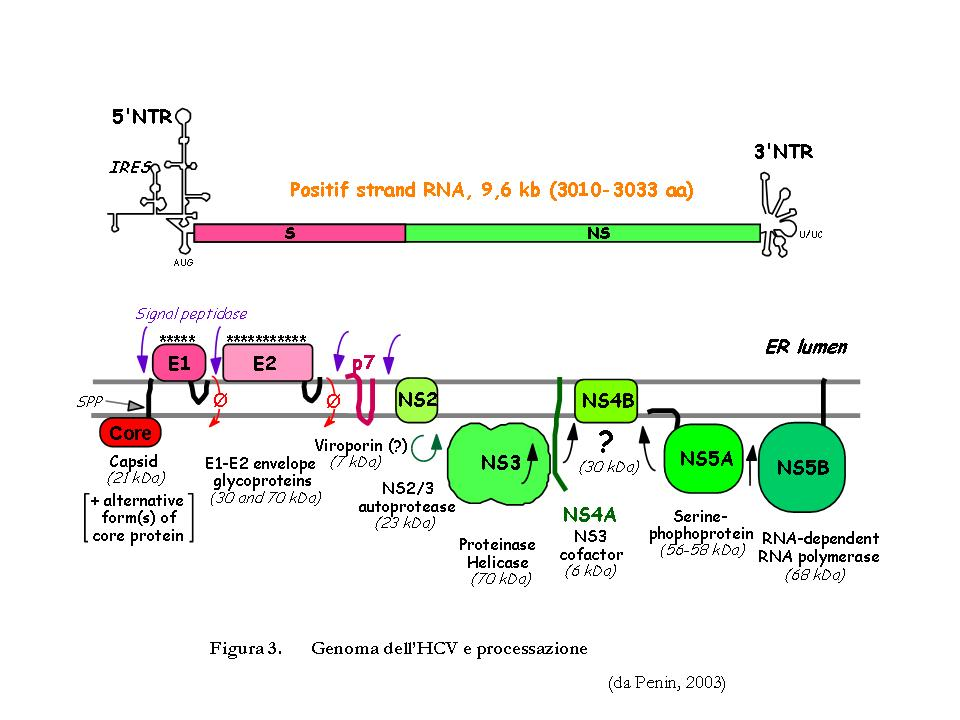 5'NTR
IRES
3'NTR
Positif strand RNA, 9,6 kb (3010-3033 aa)
S
NS
U/UC
AUG
Signal peptidase
*****
***********
E1
E2
p7
ER lumen
SPP
NS2
NS4B
Core
Ø
Ø
Capsid
(21 kDa)
[+ alternative
form(s) of
core protein]
E1-E2 envelope
glycoproteins
(30 and 70 kDa)
Viroporin (?)
(7 kDa)
NS2/3
autoprotease
(23 kDa)
NS3
Proteinase
Helicase
(70 kDa)
NS4A
NS3
cofactor
(6 kDa)
?
(30 kDa)
NS5A
Serine-
phophoprotein
(56-58 kDa)
NS5B
RNA-dependent
RNA polymerase
(68 kDa)
Figura 3. Genoma dell'HCV e processazione
(da Penin, 2003)